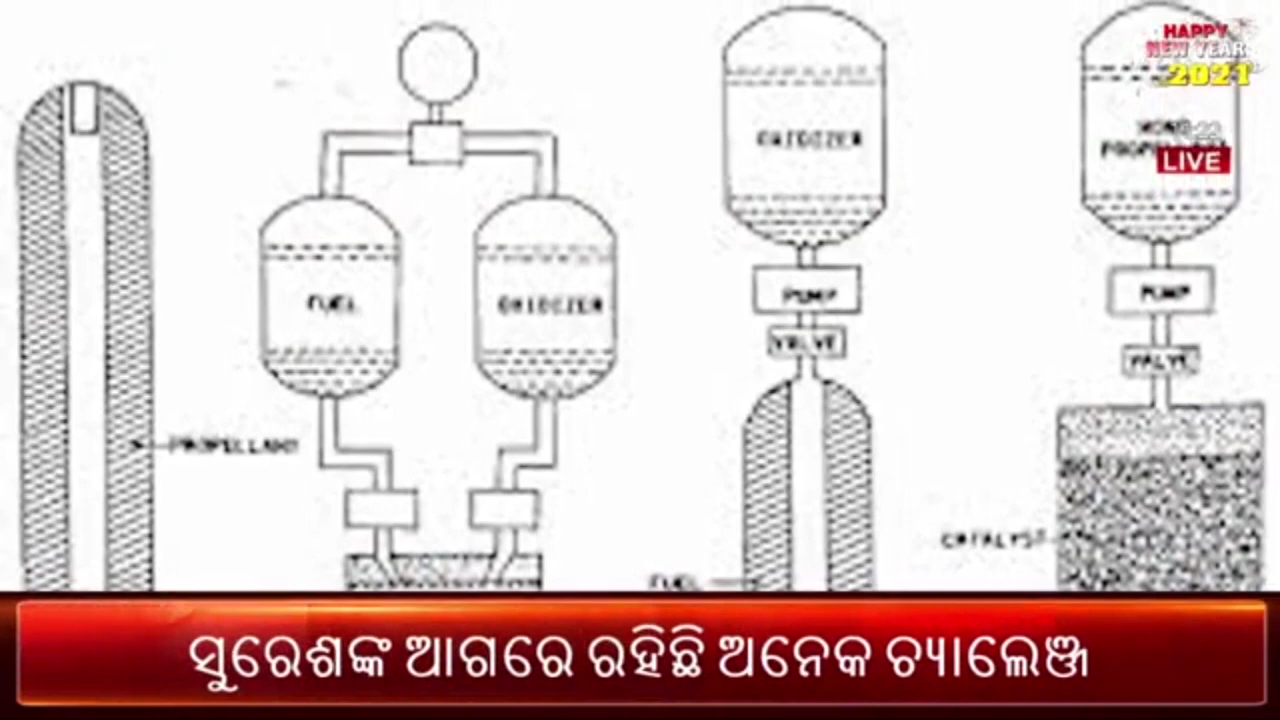 HAPPY
NEW YEAR
2021
LIVE
OXIDIZER
MONO
FUEL
OXIDIZER
PUMP
PUMP
VALVE
VALVE
PROPELLANT
CATALYST
FUEL
ସୁରେଶଙ୍କ ଆଗରେ ରହିଛି ଅନେକ ଚ୍ୟାଲେଞ୍ଜ